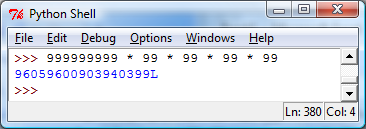 Python Shell
File Edit Debug Options Windows Help
>>> 999999999 * 99 * 99 * 99 * 99
96059600903940399L
>>>
Ln: 380 Col: 4